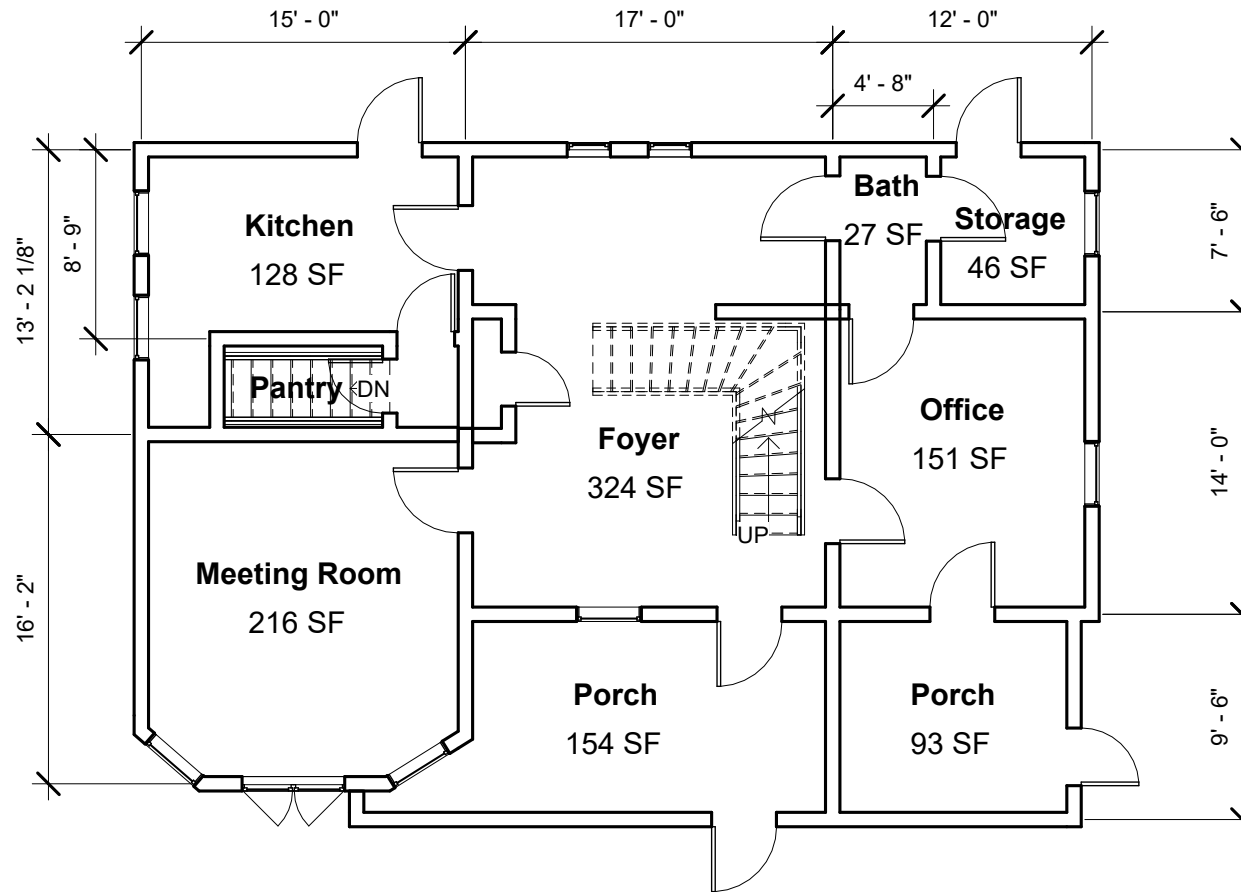 15' - 0"
17' - 0"
12' - 0"
4' - 8"
13' - 2 1/8"
8' - 9"
7' - 6"
Kitchen
128 SF
Bath
27 SF
Storage
46 SF
Pantry
DN
Foyer
324 SF
UP
Office
151 SF
14' - 0"
Meeting Room
216 SF
16' - 2"
Porch
154 SF
Porch
93 SF
9' - 6"